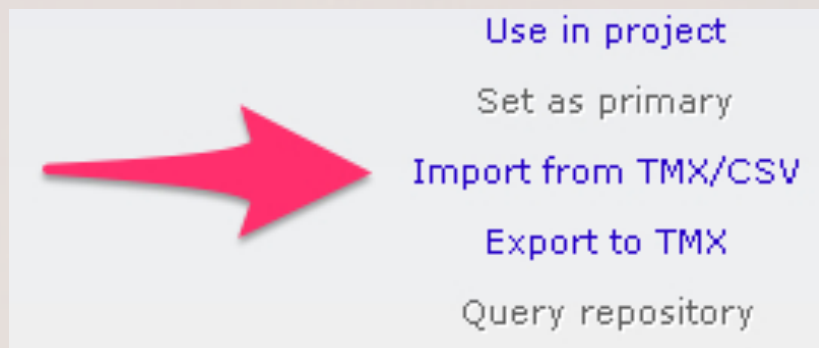 Use in project
Set as primary
Import from TMX/CSV
Export to TMX
Query repository